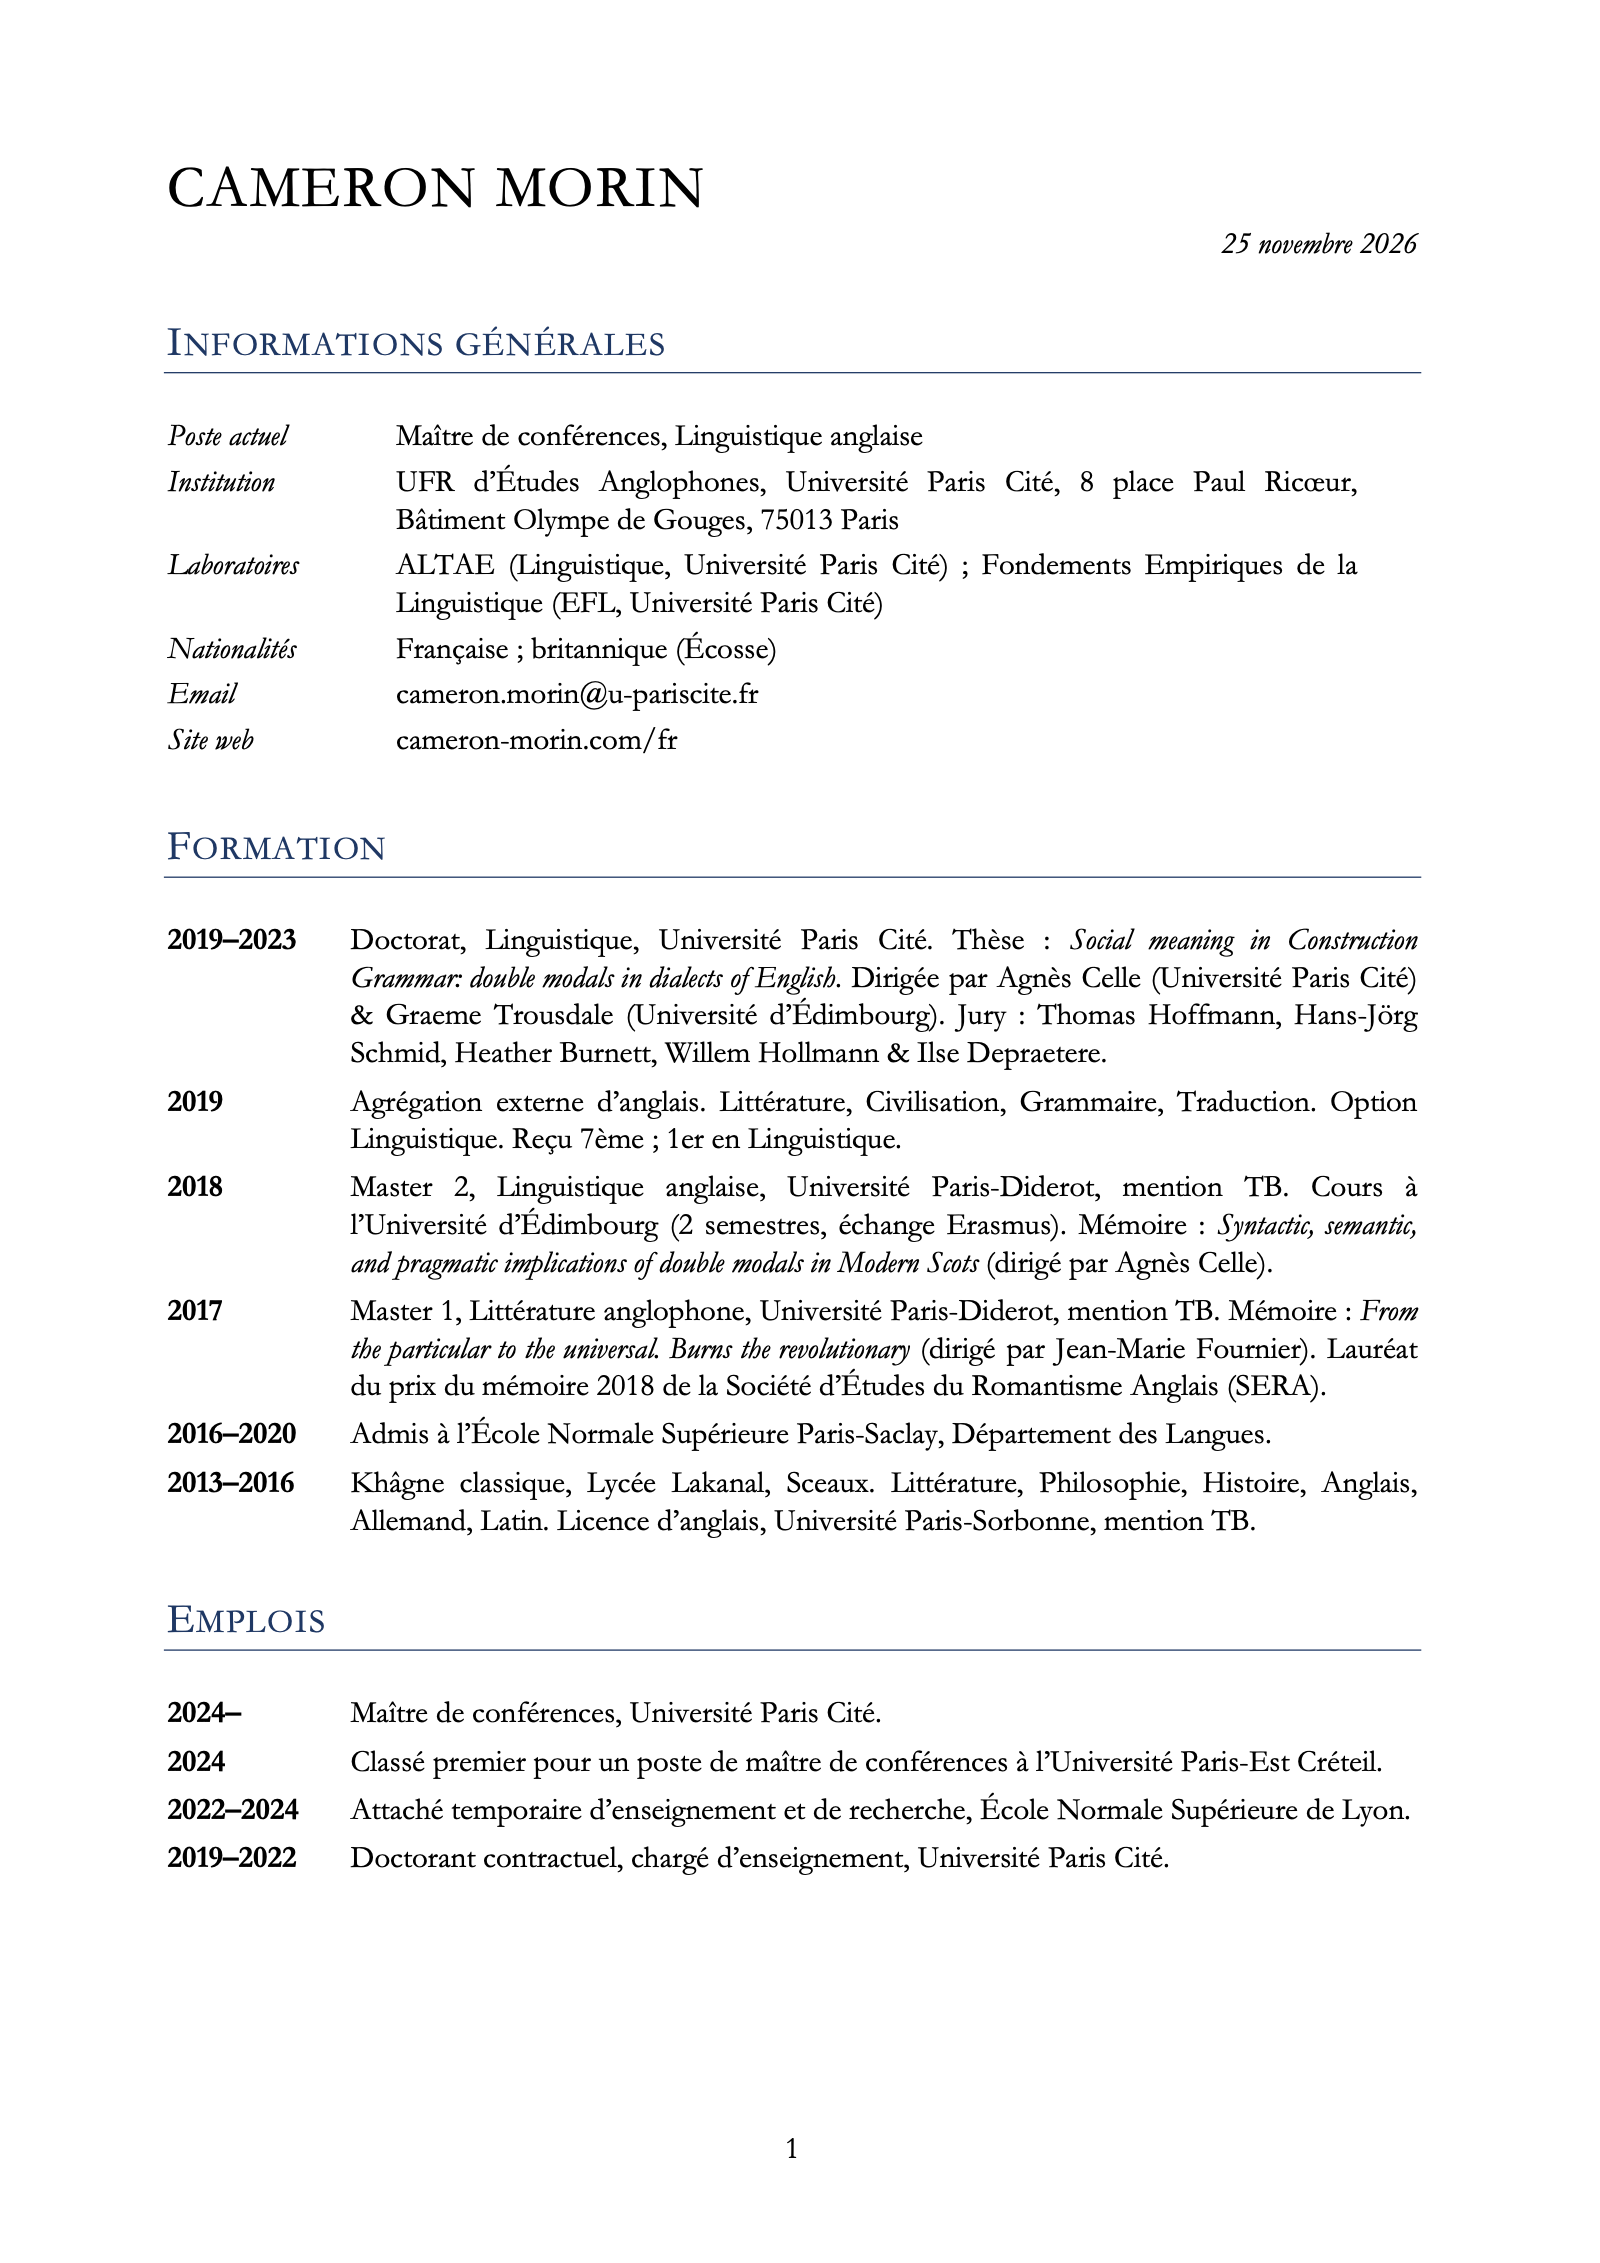 CAMERON MORIN
25 novembre 2026
INFORMATIONS GÉNÉRALES
Poste actuel Maître de conférences, Linguistique anglaise
Institution UFR d’Études Anglophones, Université Paris Cité, 8 place Paul Ricœur,
Bâtiment Olympe de Gouges, 75013 Paris
Laboratoires ALTAE (Linguistique, Université Paris Cité) ; Fondements Empiriques de la
Linguistique (EFL, Université Paris Cité)
Nationalités Française ; britannique (Écosse)
Email cameron.morin@u-pariscite.fr
Site web cameron-morin.com/fr
FORMATION
2019–2023 Doctorat, Linguistique, Université Paris Cité. Thèse : Social meaning in Construction
Grammar: double modals in dialects of English. Dirigée par Agnès Celle (Université Paris Cité)
& Graeme Trousdale (Université d’Édimbourg). Jury : Thomas Hoffmann, Hans-Jörg
Schmid, Heather Burnett, Willem Hollmann & Ilse Depraetere.
2019 Agrégation externe d’anglais. Littérature, Civilisation, Grammaire, Traduction. Option
Linguistique. Reçu 7ème ; 1er en Linguistique.
2018 Master 2, Linguistique anglaise, Université Paris-Diderot, mention TB. Cours à
l’Université d’Édimbourg (2 semestres, échange Erasmus). Mémoire : Syntactic, semantic,
and pragmatic implications of double modals in Modern Scots (dirigé par Agnès Celle).
2017 Master 1, Littérature anglophone, Université Paris-Diderot, mention TB. Mémoire : From
the particular to the universal. Burns the revolutionary (dirigé par Jean-Marie Fournier). Lauréat
du prix du mémoire 2018 de la Société d’Études du Romantisme Anglais (SERA).
2016–2020 Admis à l’École Normale Supérieure Paris-Saclay, Département des Langues.
2013–2016 Khâgne classique, Lycée Lakanal, Sceaux. Littérature, Philosophie, Histoire, Anglais,
Allemand, Latin. Licence d’anglais, Université Paris-Sorbonne, mention TB.
EMPLOIS
2024– Maître de conférences, Université Paris Cité.
2024 Classé premier pour un poste de maître de conférences à l’Université Paris-Est Créteil.
2022–2024 Attaché temporaire d’enseignement et de recherche, École Normale Supérieure de Lyon.
2019–2022 Doctorant contractuel, chargé d’enseignement, Université Paris Cité.
1